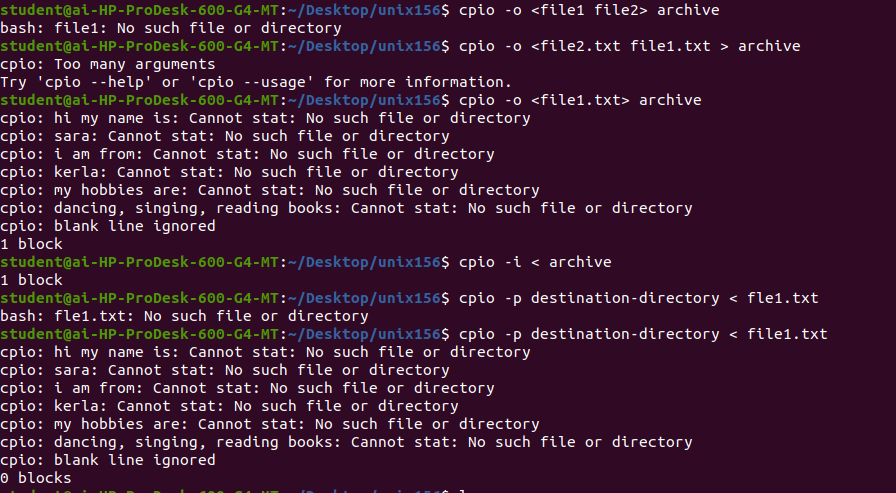 student@ai-HP-ProDesk-600-G4-MT:~/Desktop/unix156$ cpio -o <file1 file2> archive
bash: file1: No such file or directory
student@ai-HP-ProDesk-600-G4-MT:~/Desktop/unix156$ cpio -o <file2.txt file1.txt > archive
cpio: Too many arguments
Try 'cpio --help' or 'cpio --usage' for more information.
student@ai-HP-ProDesk-600-G4-MT:~/Desktop/unix156$ cpio -o <file1.txt> archive
cpio: hi my name is: Cannot stat: No such file or directory
cpio: sara: Cannot stat: No such file or directory
cpio: i am from: Cannot stat: No such file or directory
cpio: kerla: Cannot stat: No such file or directory
cpio: my hobbies are: Cannot stat: No such file or directory
cpio: dancing, singing, reading books: Cannot stat: No such file or directory
cpio: blank line ignored
1 block
student@ai-HP-ProDesk-600-G4-MT:~/Desktop/unix156$ cpio -i < archive
1 block
student@ai-HP-ProDesk-600-G4-MT:~/Desktop/unix156$ cpio -p destination-directory < fle1.txt
bash: fle1.txt: No such file or directory
student@ai-HP-ProDesk-600-G4-MT:~/Desktop/unix156$ cpio -p destination-directory < file1.txt
cpio: hi my name is: Cannot stat: No such file or directory
cpio: sara: Cannot stat: No such file or directory
cpio: i am from: Cannot stat: No such file or directory
cpio: kerla: Cannot stat: No such file or directory
cpio: my hobbies are: Cannot stat: No such file or directory
cpio: dancing, singing, reading books: Cannot stat: No such file or directory
cpio: blank line ignored
0 blocks
student@ai-HP-ProDesk-600-G4-MT:~/Desktop/unix156$